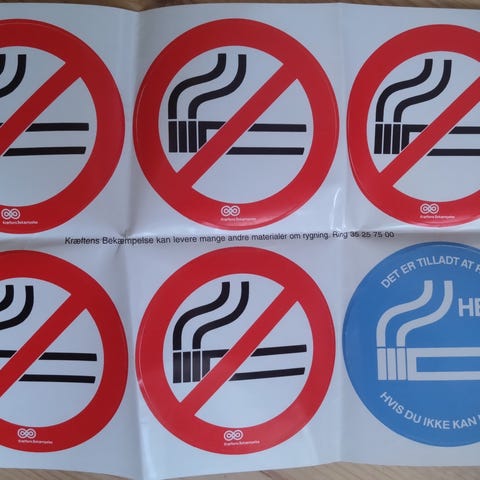 Kræftens Bekæmpelse
Kræftens Bekæmpelse
Kræftens Bekæmpelse
Kræftens Bekæmpelse kan levere mange andre materialer om rygning. Ring 35 25 75 00
Kræftens Bekæmpelse
Kræftens Bekæmpelse
DET ER TILLADT AT
HE
HVIS DU IKKE KAN